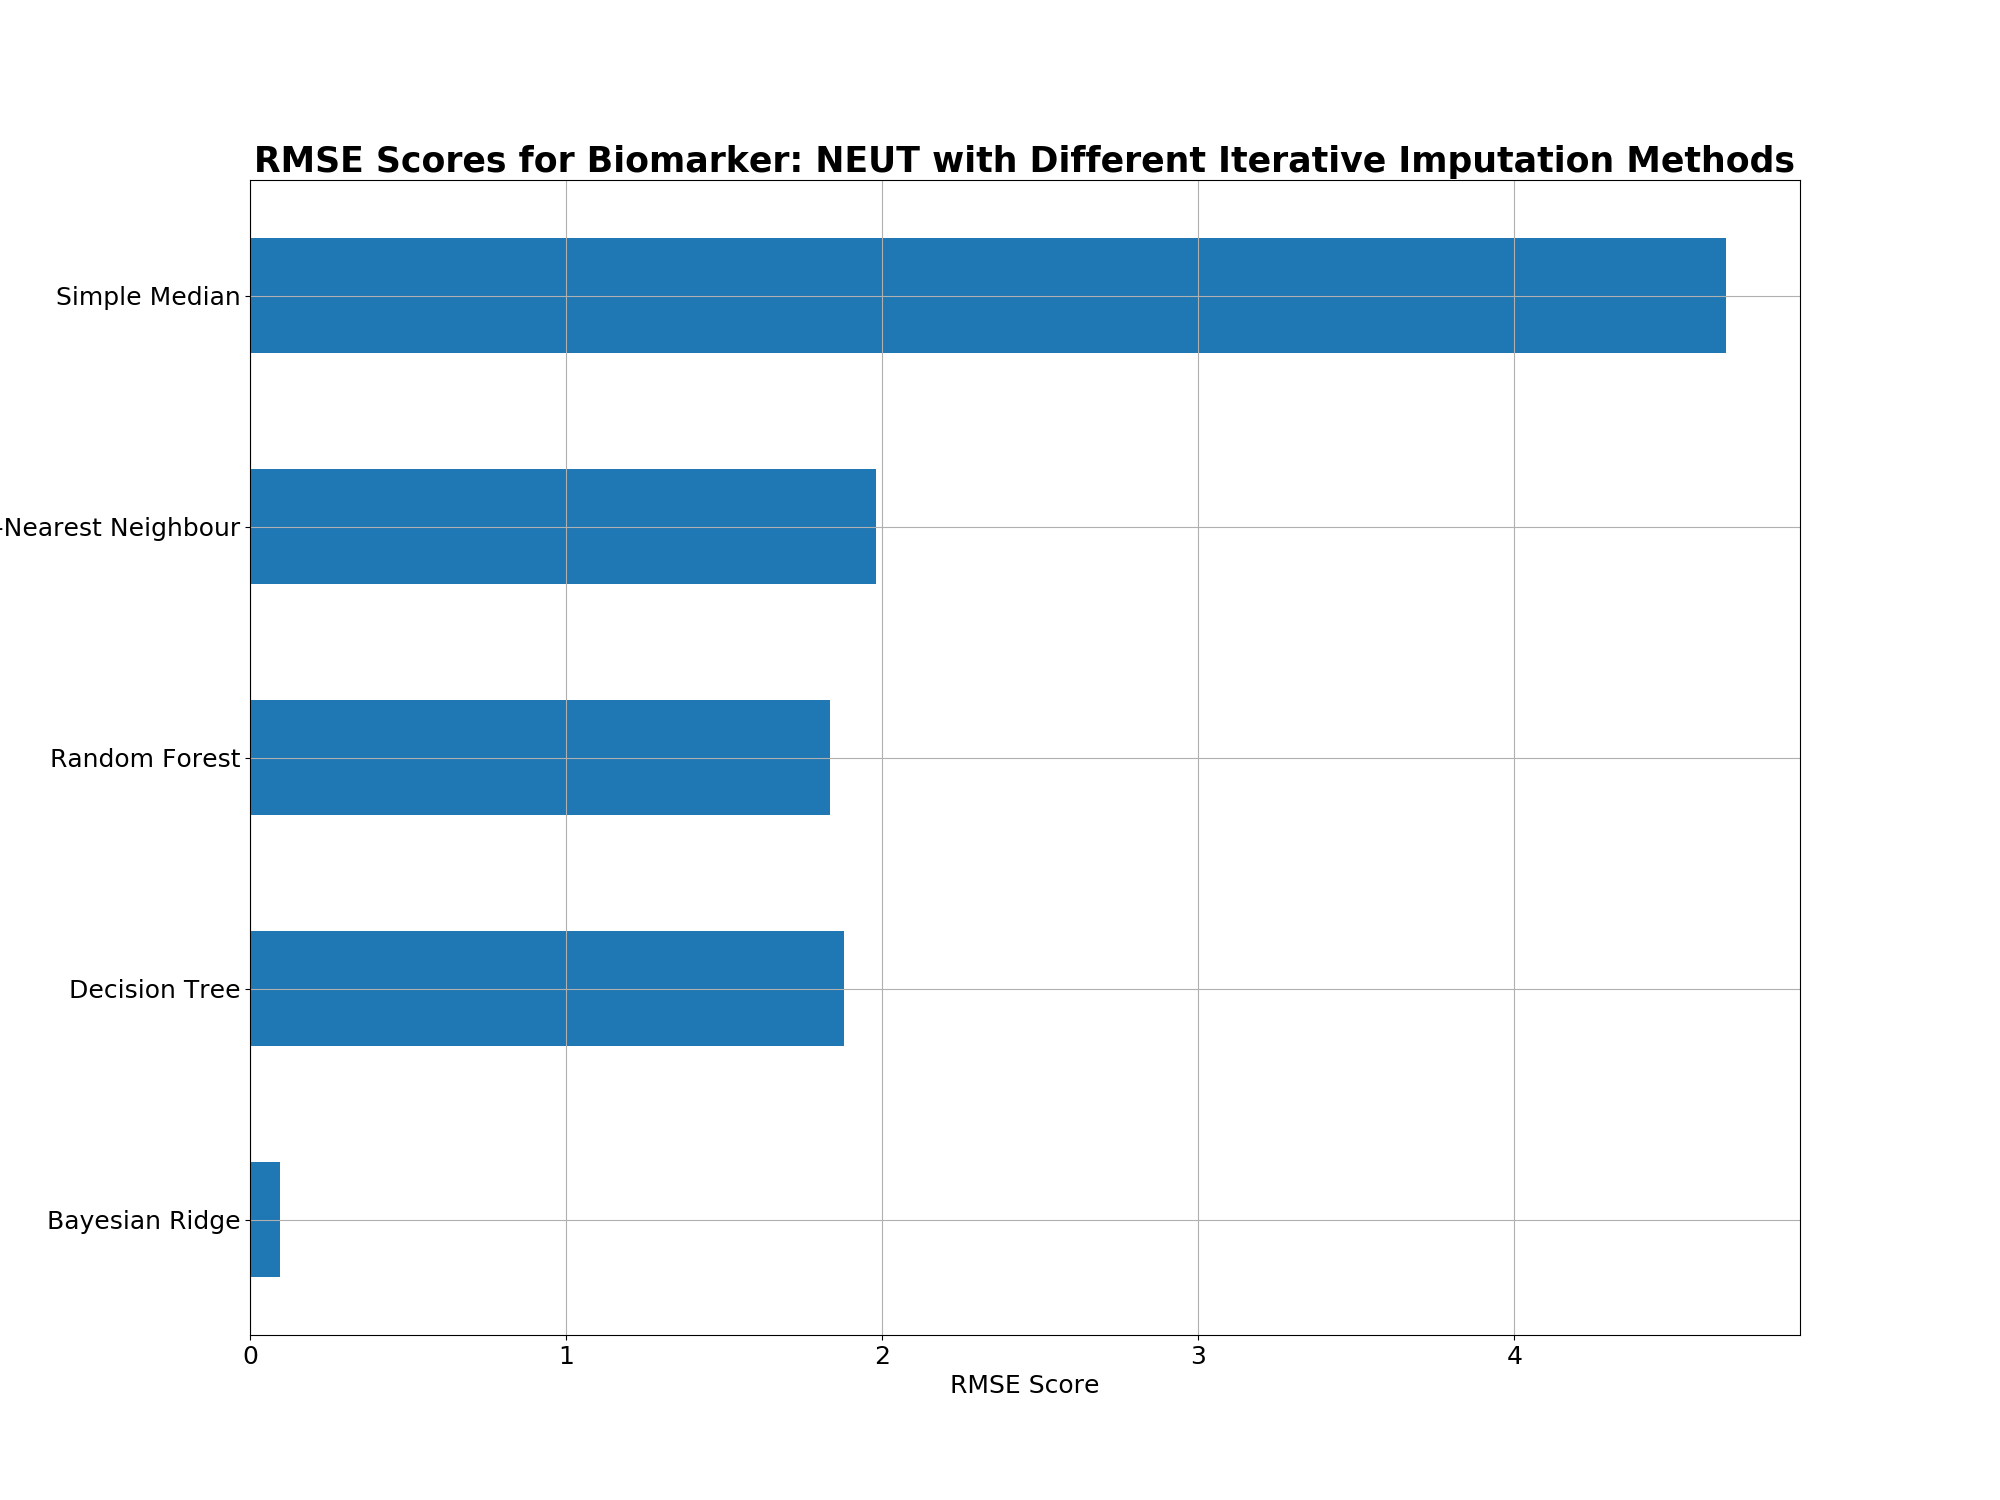 RMSE Scores for Biomarker: NEUT with Different Iterative Imputation Methods
Simple Median
-Nearest Neighbour
Random Forest
Decision Tree
Bayesian Ridge
0 1 2 3 4
RMSE Score